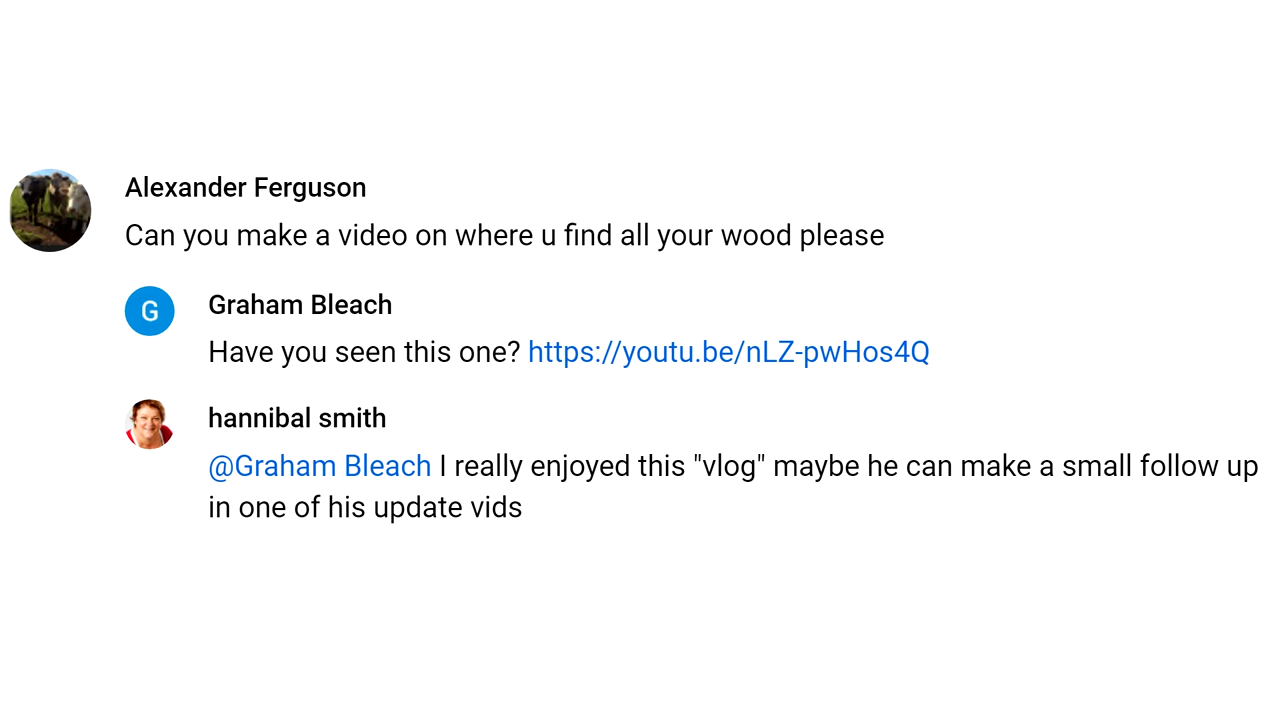 Alexander Ferguson
Can you make a video on where u find all your wood please
G
Graham Bleach
Have you seen this one? https://youtu.be/nLZ-pwHos4Q
hannibal smith
@Graham Bleach I really enjoyed this "vlog" maybe he can make a small follow up
in one of his update vids